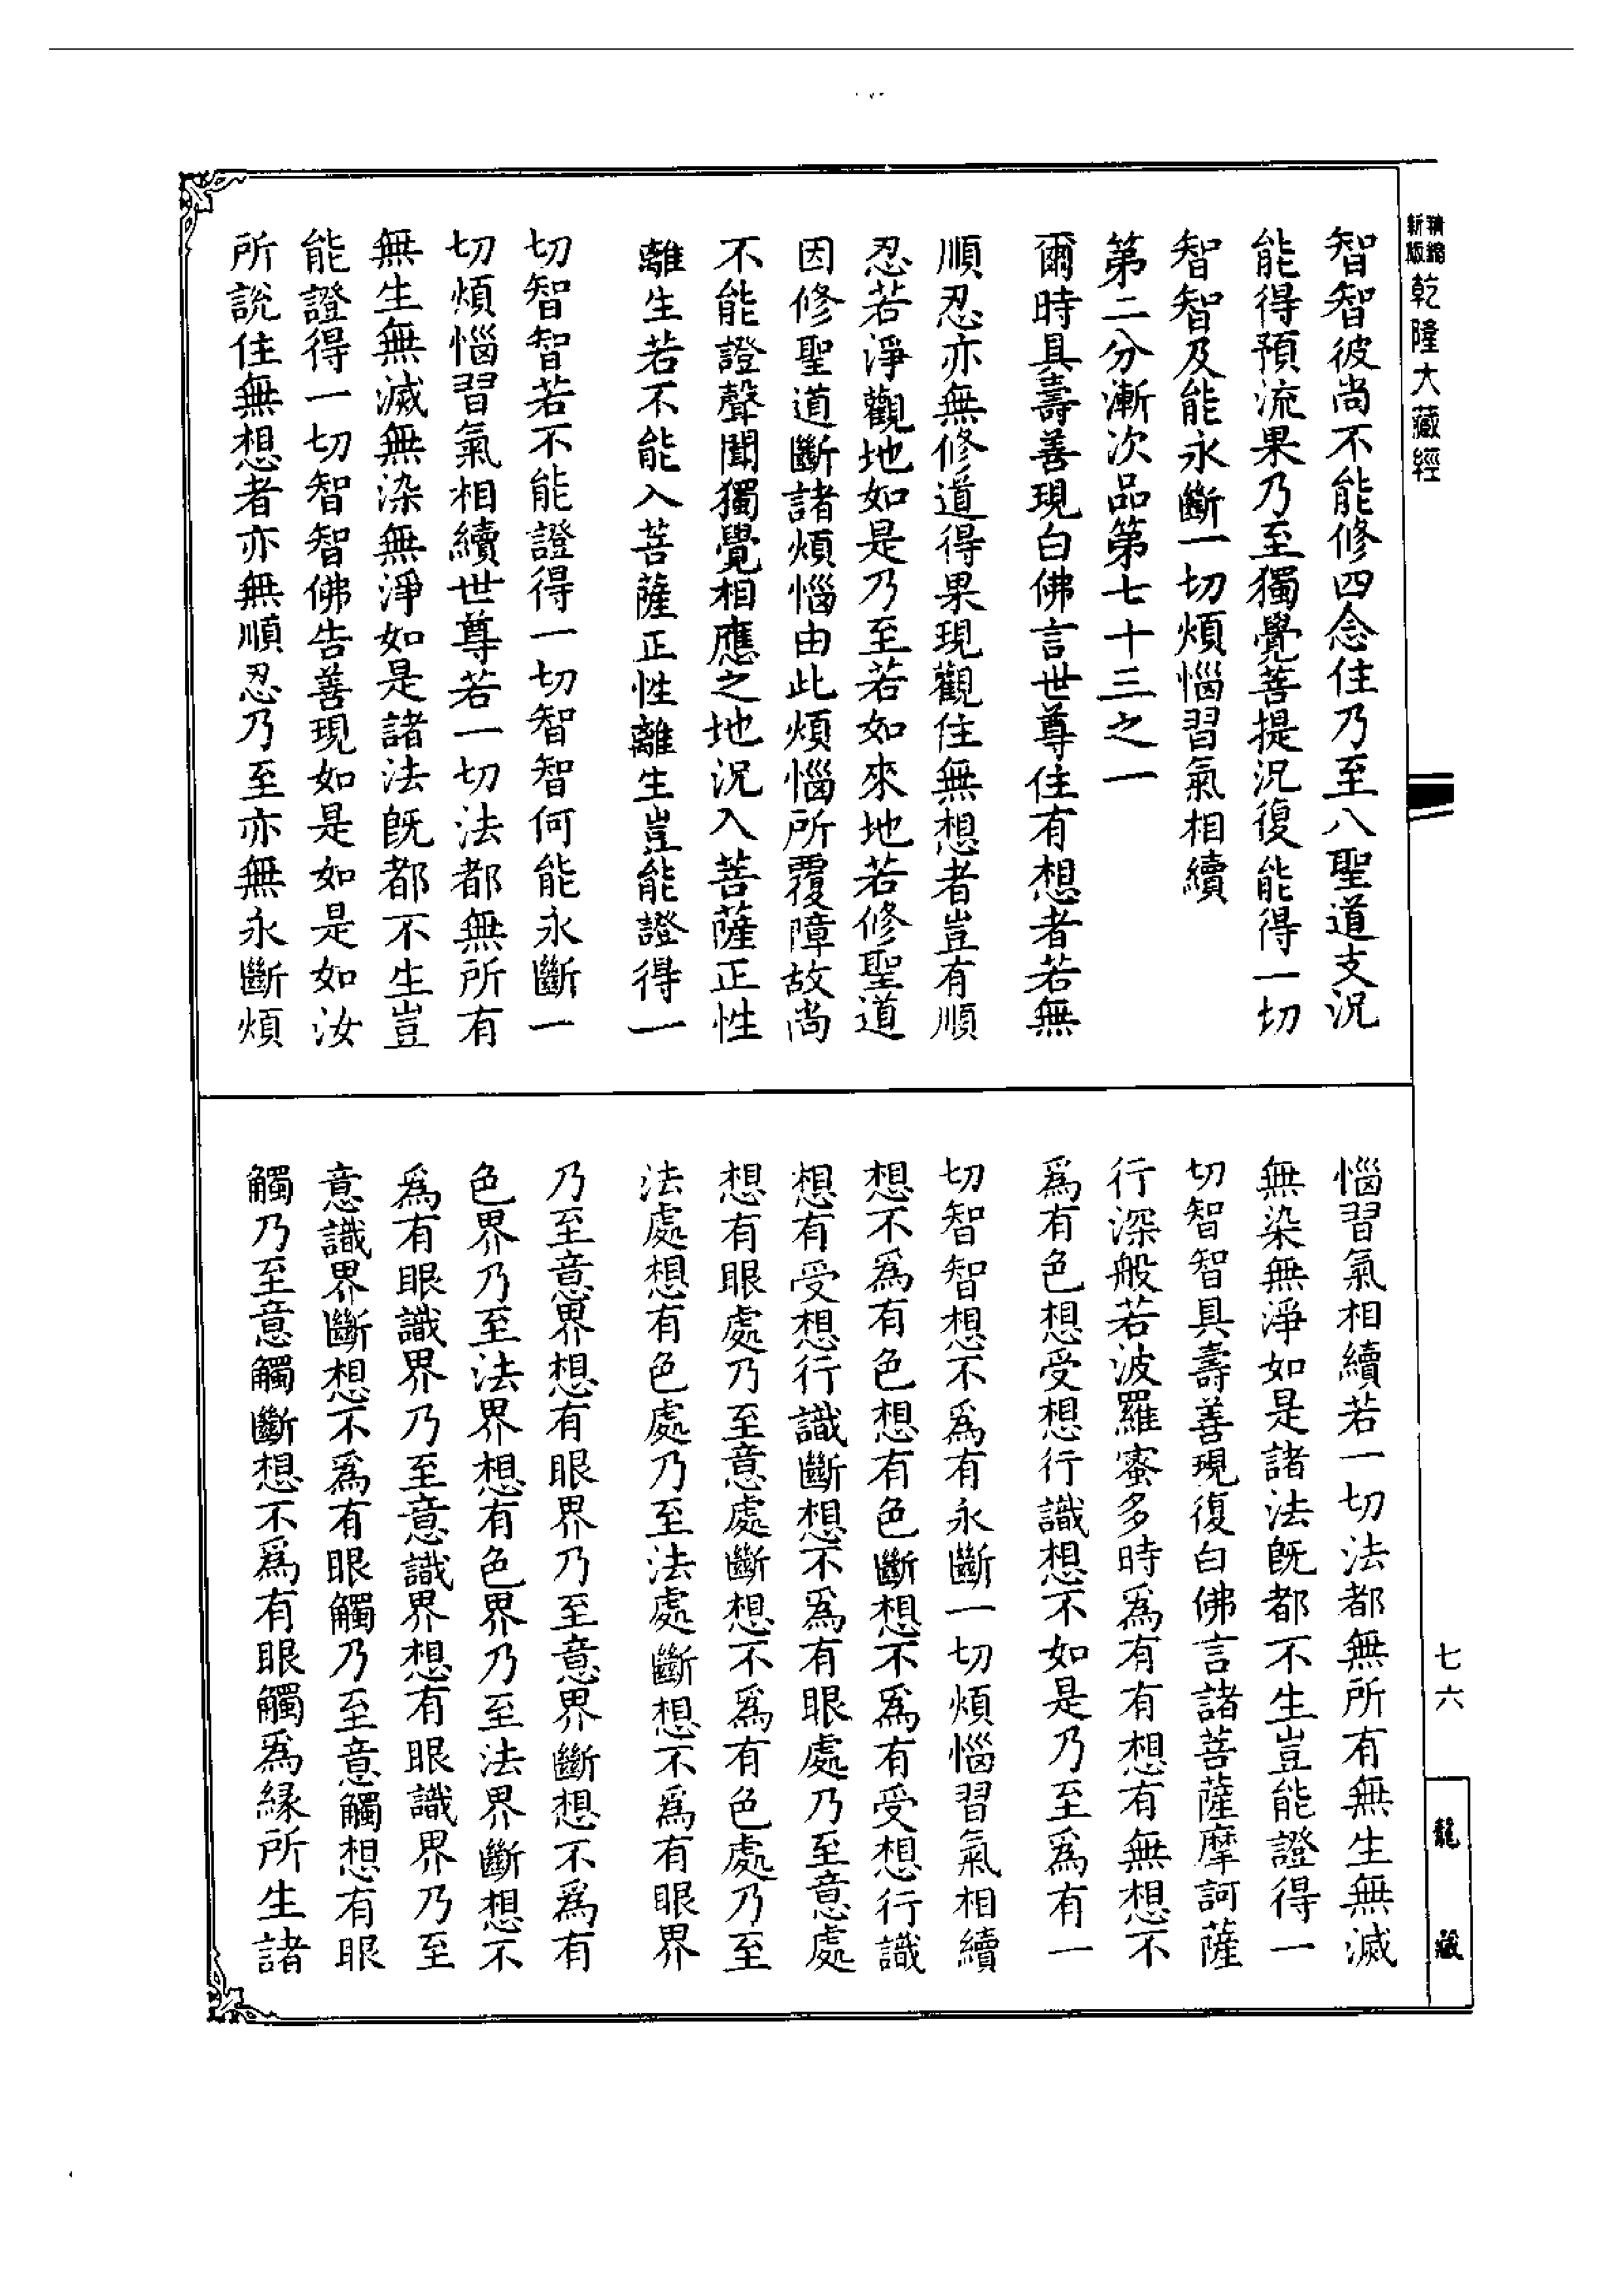 精縮
新版
乾隆大藏經
智智彼尚不能修四念住乃至八聖道支況
能得預流果乃至獨覺菩提況復能得一切
智智及能永斷一切煩惱習氣相續
第二分漸次品第七十三之一
爾時具壽善現白佛言世尊住有想者若無
順忍亦無修道得果現觀住無想者豈有順
忍若淨觀地如是乃至若如來地若修聖道
因修聖道斷諸煩惱由此煩惱所覆障故尚
不能證聲聞獨覺相應之地況入菩薩正性
離生若不能入菩薩正性離生豈能證得一
切智智若不能證得一切智智何能永斷一
切煩惱習氣相續世尊若一切法都無所有
無生無滅無染無淨如是諸法既都不生豈
能證得一切智智佛告善現如是如是如汝
所說住無想者亦無順忍乃至亦無永斷煩
惱習氣相續若一切法都無所有無生無滅
無染無淨如是諸法既都不生豈能證得一
切智智具壽善現復白佛言諸菩薩摩訶薩
行深般若波羅蜜多時為有有想有無想不
為有色想受想行識想不如是乃至為有一
切智智想不為有永斷一切煩惱習氣相續
想不為有色想有色斷想不為有受想行識
想有受想行識斷想不為有眼處乃至意處
想有眼處乃至意處斷想不為有色處乃至
法處想有色處乃至法處斷想不為有眼界
乃至意界想有眼界乃至意界斷想不為有
色界乃至法界想有色界乃至法界斷想不
為有眼識界乃至意識界想有眼識界乃至
意識界斷想不為有眼觸乃至意觸想有眼
觸乃至意觸斷想不為有眼觸為緣所生諸
七六
龍藏